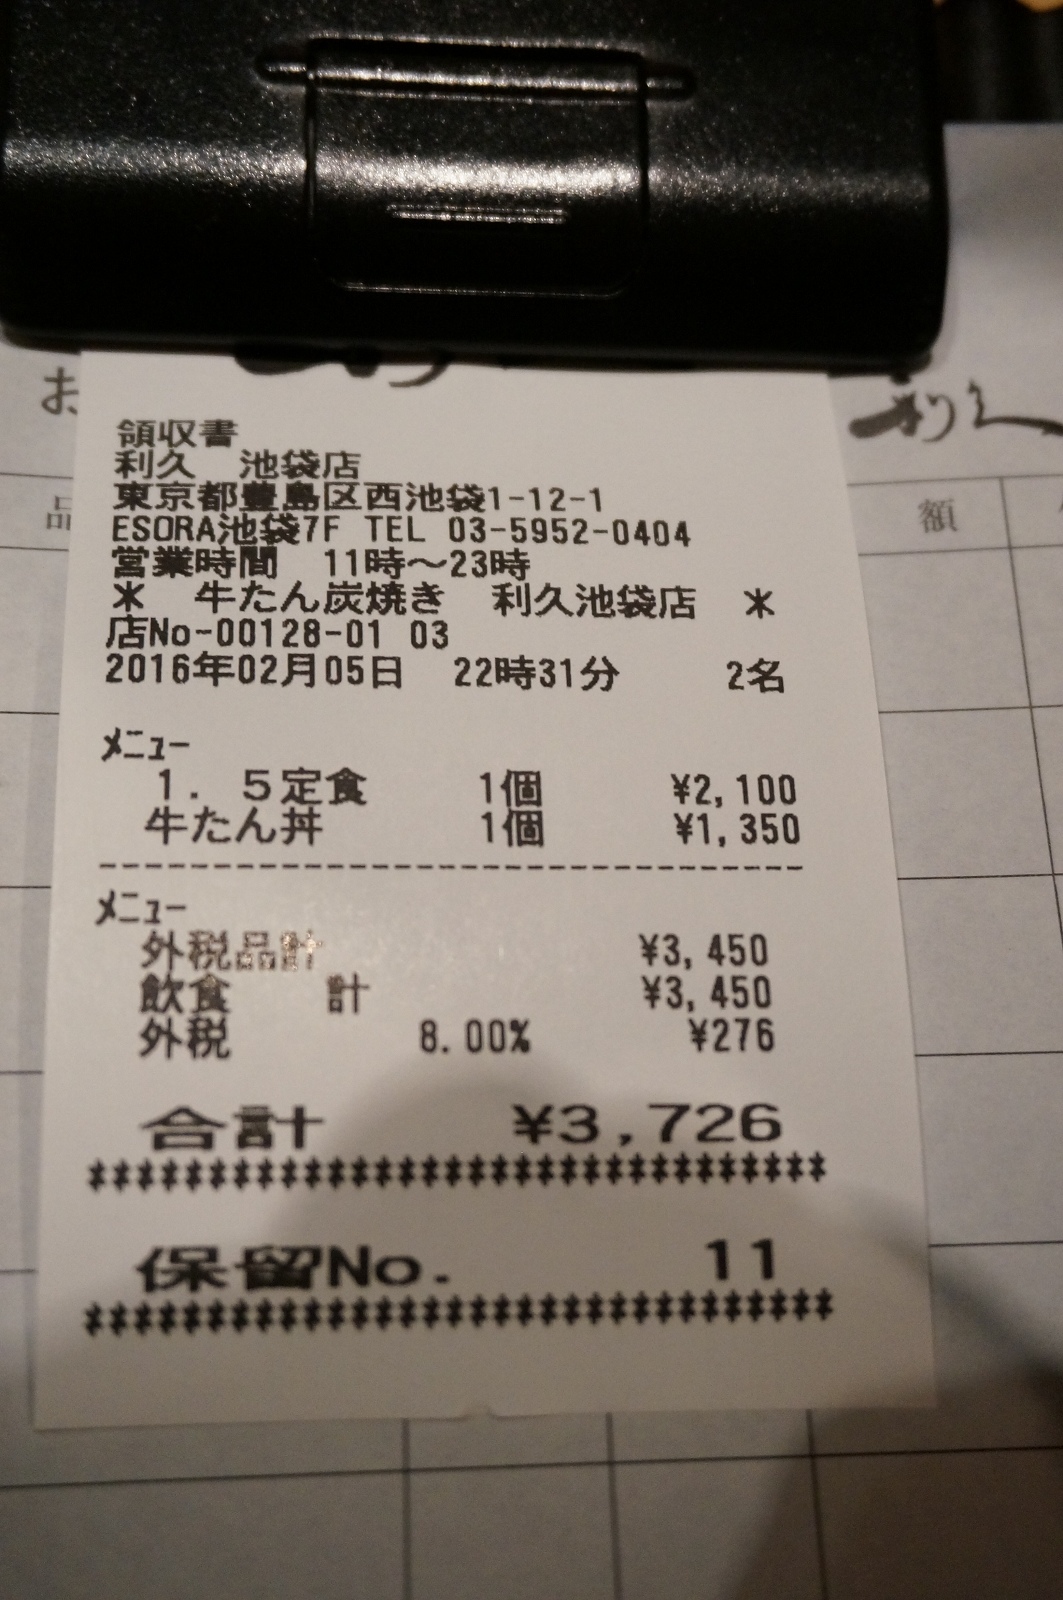 お
利久
品
額
領収書
利久　池袋店
東京都豊島区西池袋1-12-1
ESORA池袋7F TEL 03-5952-0404
営業時間　11時～23時
＊　牛たん炭焼き　利久池袋店　＊
店No-00128-01 03
2016年02月05日　22時31分　2名
ﾒﾆｭｰ
１．５定食　1個　¥2,100
牛たん丼　1個　¥1,350
--------------------------------
ﾒﾆｭｰ
外税品計　¥3,450
飲食　計　¥3,450
外税　8.00%　¥276
合計　¥3,726
******************************
保留No.　11
******************************